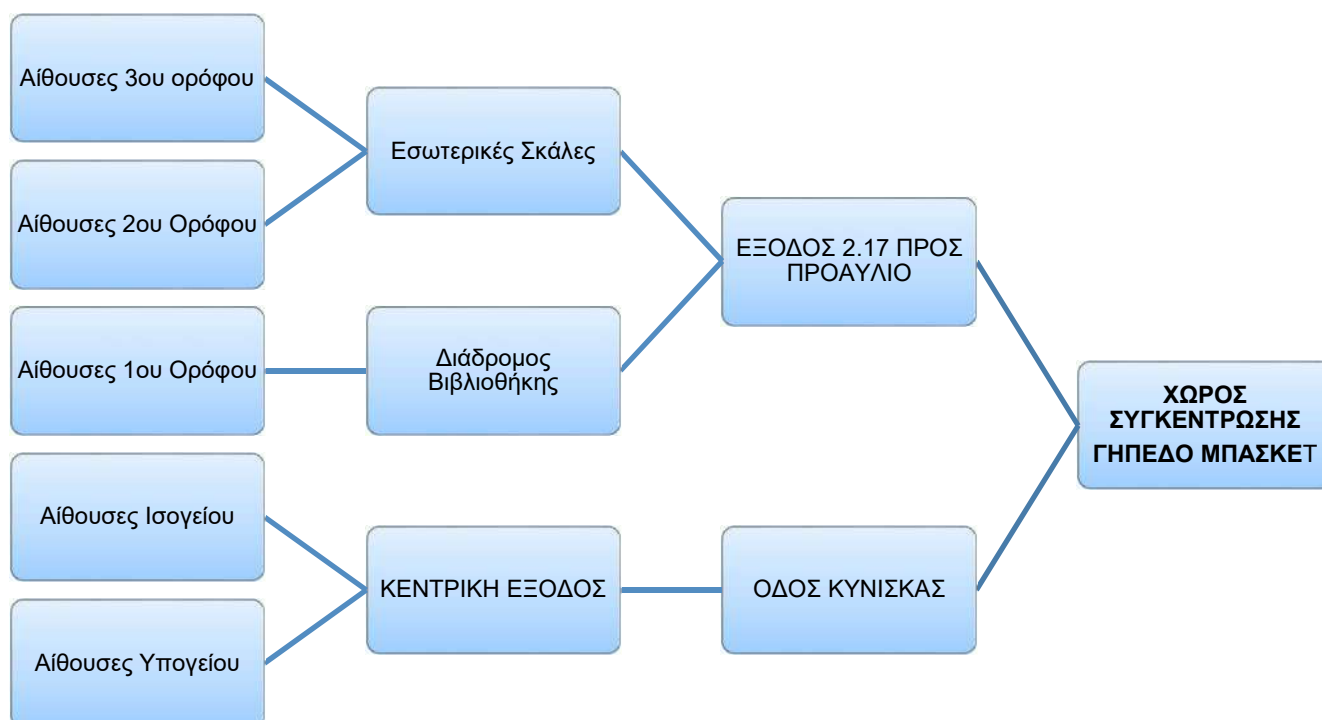 Αίθουσες 3ου ορόφου
Αίθουσες 2ου Ορόφου
Αίθουσες 1ου Ορόφου
Αίθουσες Ισογείου
Αίθουσες Υπογείου
Εσωτερικές Σκάλες
Διάδρομος
Βιβλιοθήκης
ΚΕΝΤΡΙΚΗ ΕΞΟΔΟΣ
ΕΞΟΔΟΣ 2.17 ΠΡΟΣ
ΠΡΟΑΥΛΙΟ
ΟΔΟΣ ΚΥΝΙΣΚΑΣ
ΧΩΡΟΣ
ΣΥΓΚΕΝΤΡΩΣΗΣ
ΓΗΠΕΔΟ ΜΠΑΣΚΕΤ